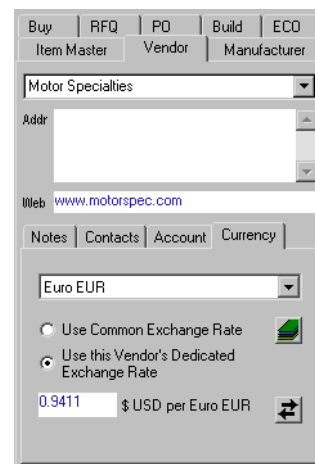 Buy RFQ PO Build ECO
Item Master Vendor Manufacturer
Motor Specialties
Addr
Web www.motorspec.com
Notes Contacts Account Currency
Euro EUR
Use Common Exchange Rate
Use this Vendor's Dedicated
Exchange Rate
0.9411 $ USD per Euro EUR